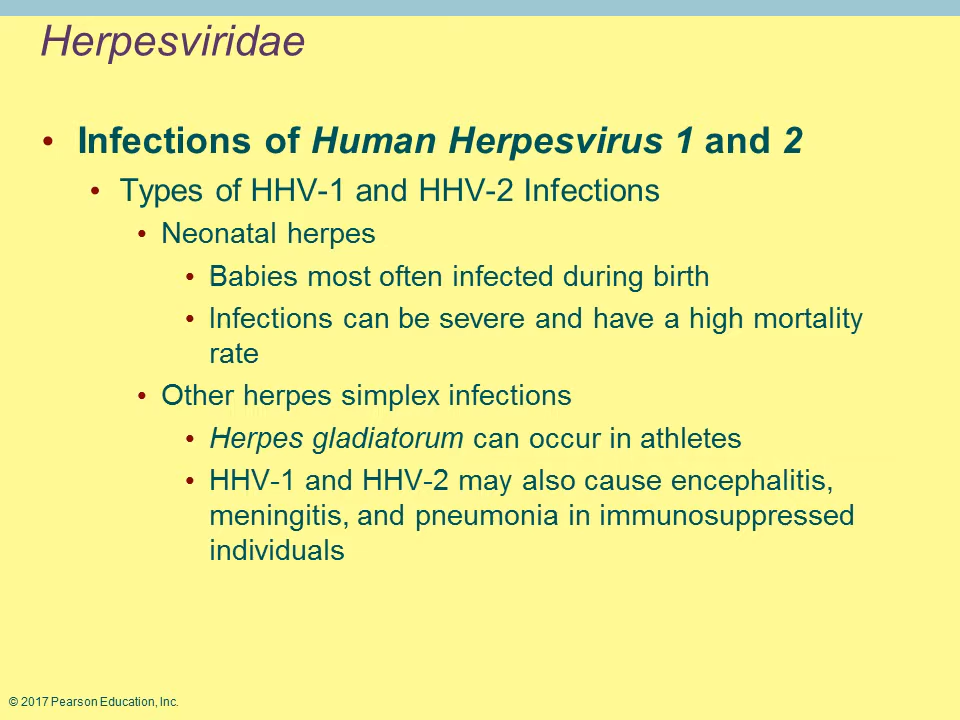 Herpesviridae
• Infections of Human Herpesvirus 1 and 2
• Types of HHV-1 and HHV-2 Infections
• Neonatal herpes
• Babies most often infected during birth
• Infections can be severe and have a high mortality
rate
• Other herpes simplex infections
• Herpes gladiatorum can occur in athletes
• HHV-1 and HHV-2 may also cause encephalitis,
meningitis, and pneumonia in immunosuppressed
individuals
© 2017 Pearson Education, Inc.